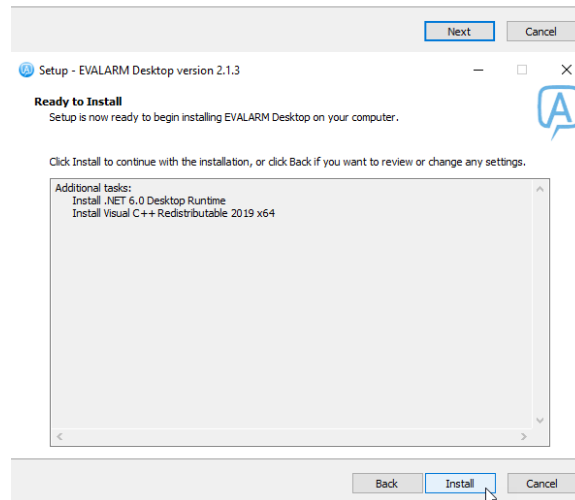 Next Cancel
Setup - EVALARM Desktop version 2.1.3
Ready to Install
Setup is now ready to begin installing EVALARM Desktop on your computer.
Click Install to continue with the installation, or click Back if you want to review or change any settings.
Additional tasks:
Install .NET 6.0 Desktop Runtime
Install Visual C++ Redistributable 2019 x64
Back Install Cancel